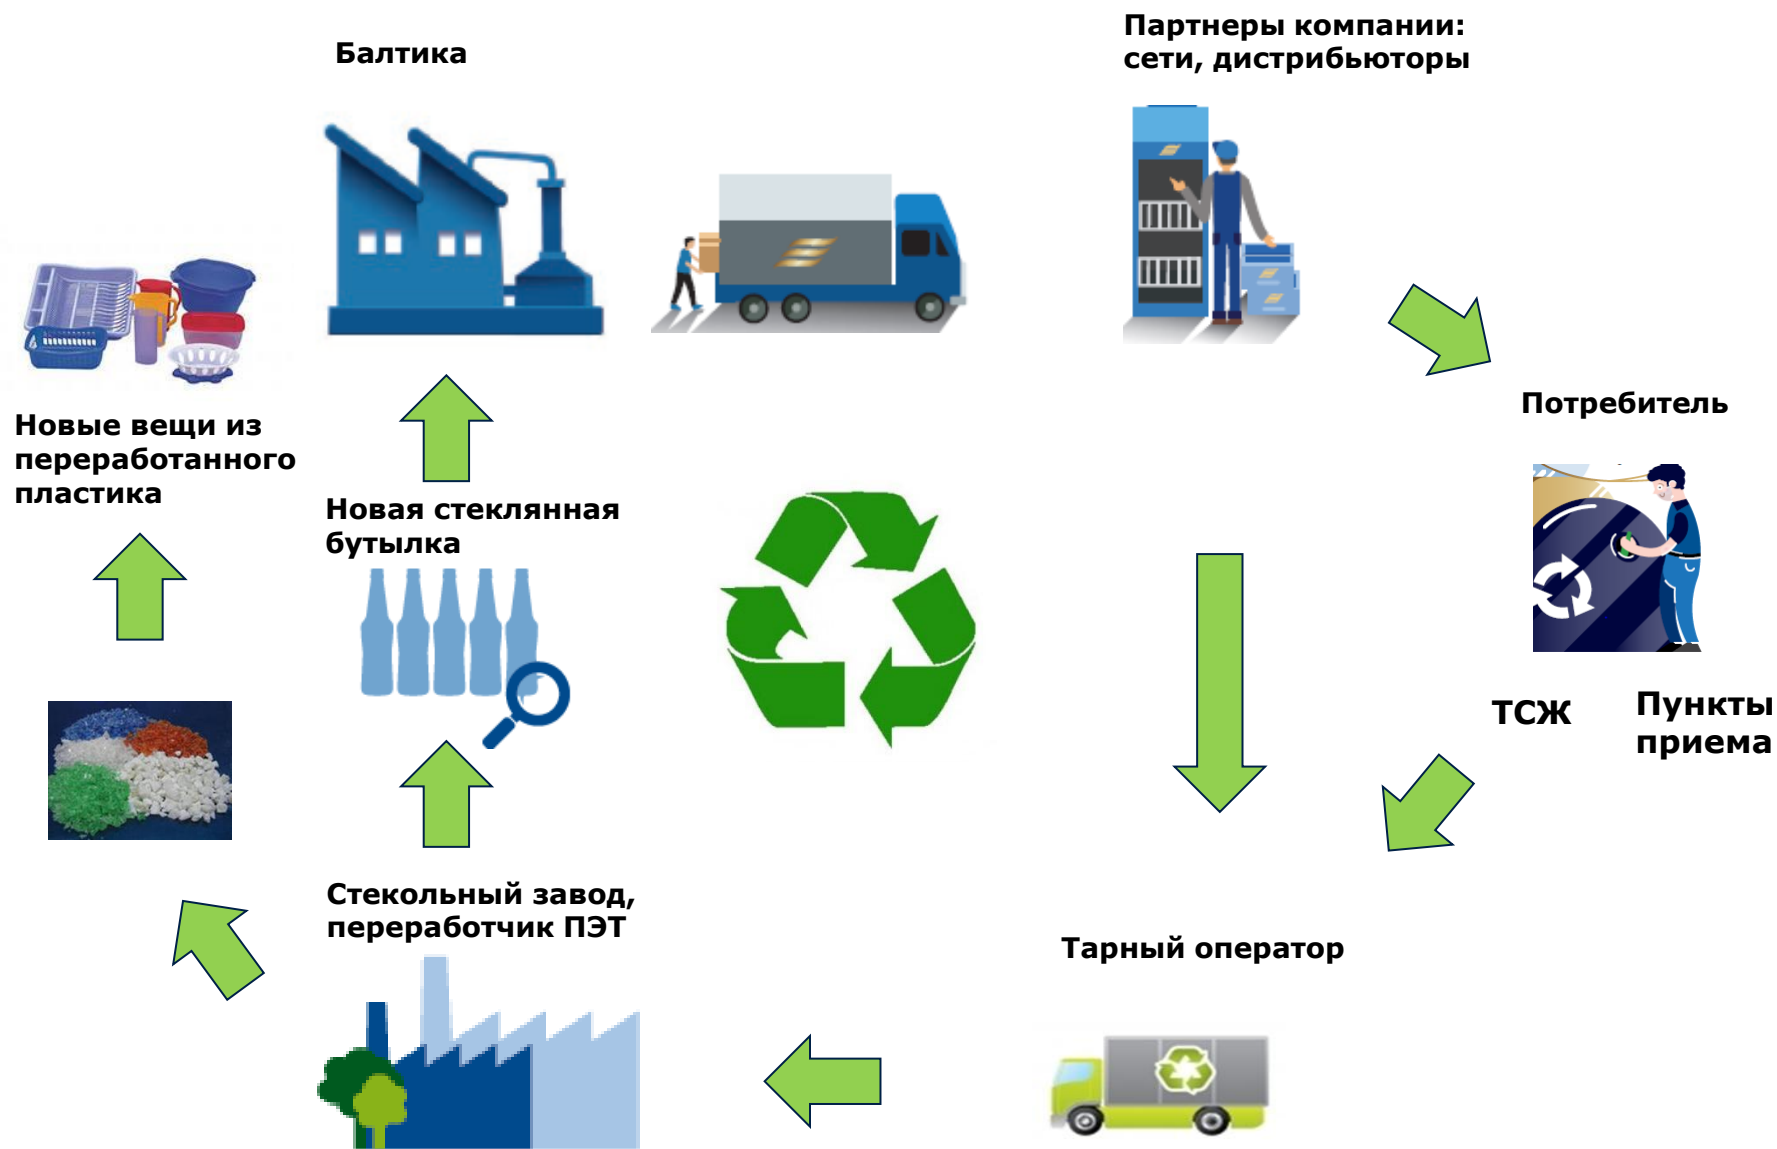 Балтика
Партнеры компании:
сети, дистрибьюторы
Потребитель
Новые вещи из
переработанного
пластика
Новая стеклянная
бутылка
ТСЖ
Пункты
приема
Стекольный завод,
переработчик ПЭТ
Тарный оператор